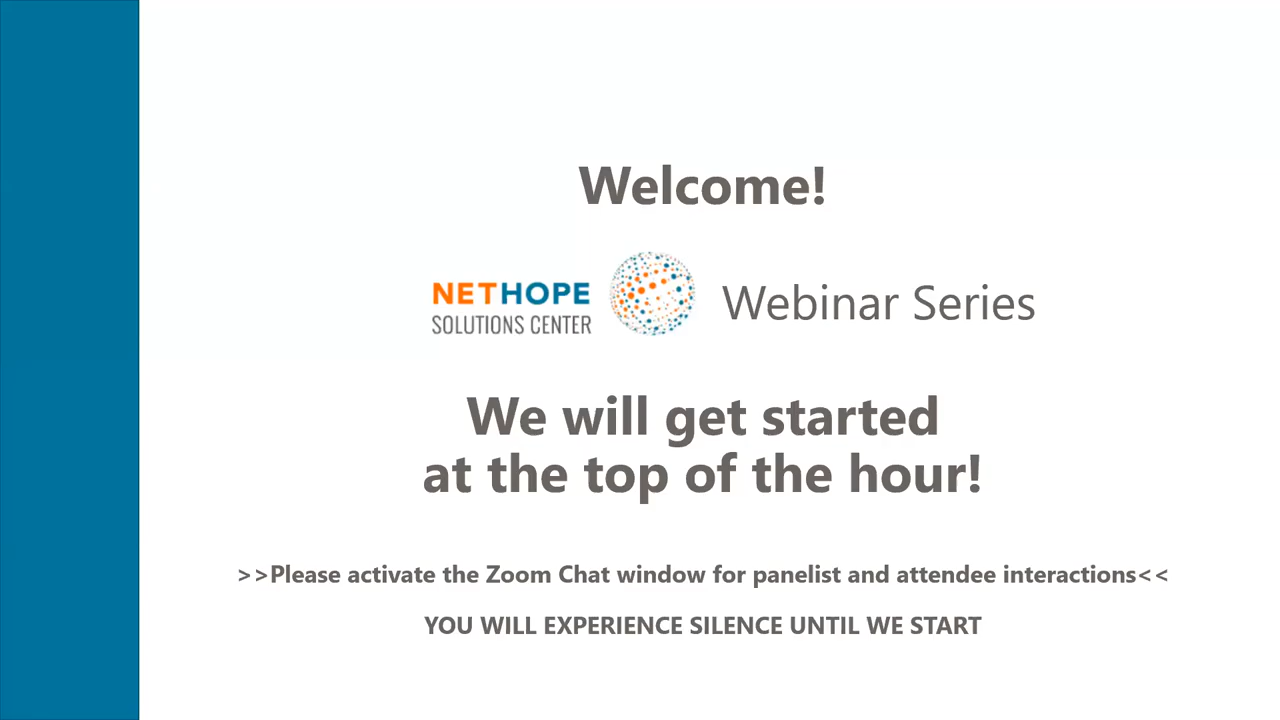 Welcome!
NETHOPE
SOLUTIONS CENTER
Webinar Series
We will get started
at the top of the hour!
>>Please activate the Zoom Chat window for panelist and attendee interactions<<
YOU WILL EXPERIENCE SILENCE UNTIL WE START